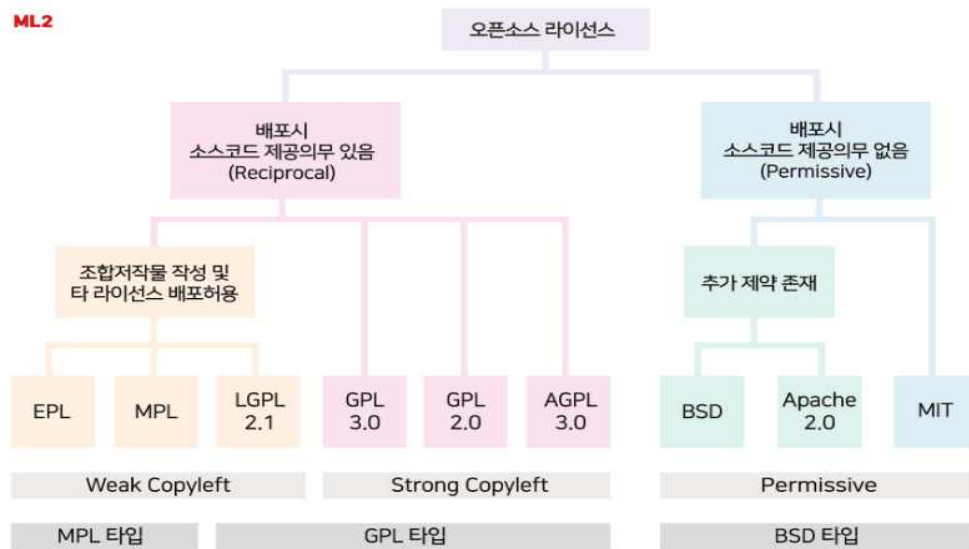 ML2
오픈소스 라이선스
배포시
소스코드 제공의무 있음
(Reciprocal)
배포시
소스코드 제공의무 없음
(Permissive)
조합저작물 작성 및
타 라이선스 배포허용
추가 제약 존재
EPL
MPL
LGPL
2.1
GPL
3.0
GPL
2.0
AGPL
3.0
BSD
Apache
2.0
MIT
Weak Copyleft
Strong Copyleft
Permissive
MPL 타입
GPL 타입
BSD 타입